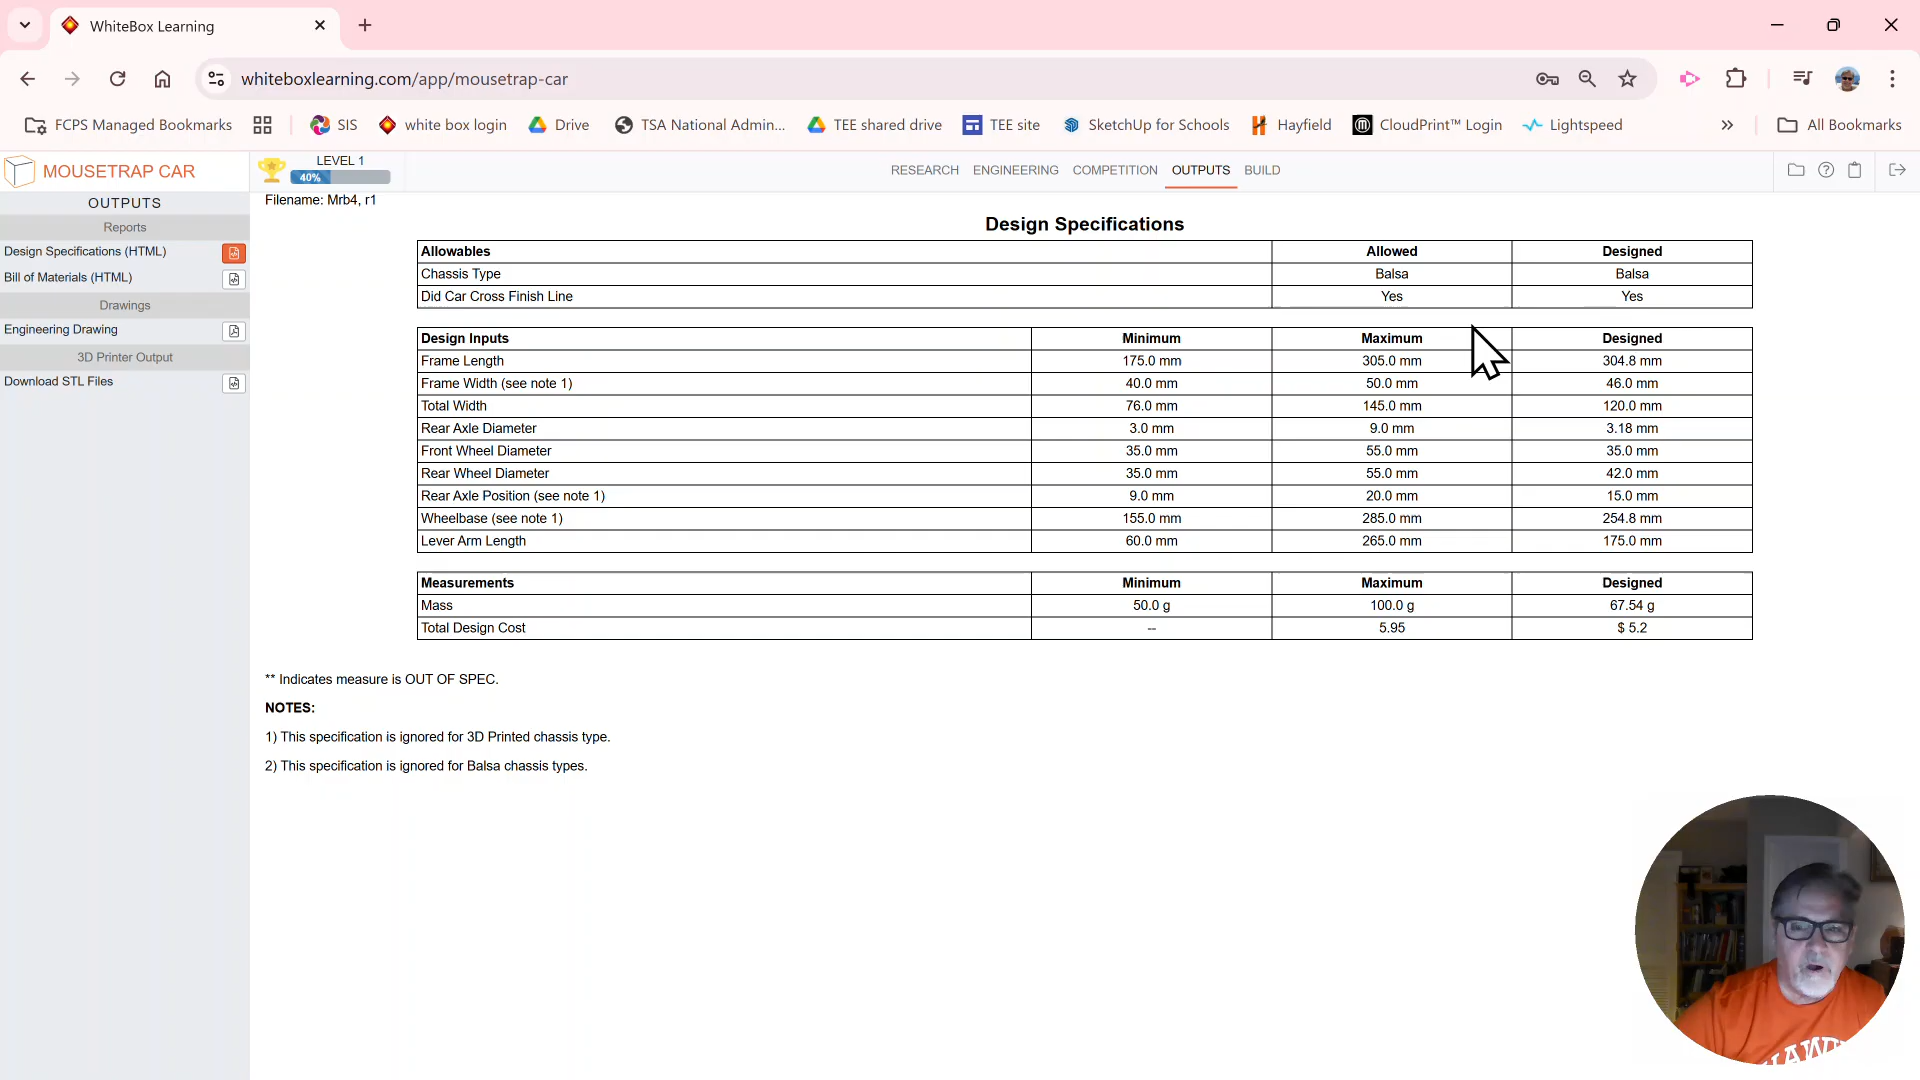 WhiteBox Learning
whiteboxlearning.com/app/mousetrap-car
FCPS Managed Bookmarks SIS white box login Drive TSA National Admin... TEE shared drive TEE site SketchUp for Schools Hayfield CloudPrint™ Login Lightspeed » All Bookmarks
MOUSETRAP CAR
LEVEL 1
40%
RESEARCH ENGINEERING COMPETITION OUTPUTS BUILD
OUTPUTS
Reports
Design Specifications (HTML)
Bill of Materials (HTML)
Drawings
Engineering Drawing
3D Printer Output
Download STL Files
Filename: Mrb4, r1
Design Specifications
Allowables Allowed Designed
Chassis Type Balsa Balsa
Did Car Cross Finish Line Yes Yes
Design Inputs Minimum Maximum Designed
Frame Length 175.0 mm 305.0 mm 304.8 mm
Frame Width (see note 1) 40.0 mm 50.0 mm 46.0 mm
Total Width 76.0 mm 145.0 mm 120.0 mm
Rear Axle Diameter 3.0 mm 9.0 mm 3.18 mm
Front Wheel Diameter 35.0 mm 55.0 mm 35.0 mm
Rear Wheel Diameter 35.0 mm 55.0 mm 42.0 mm
Rear Axle Position (see note 1) 9.0 mm 20.0 mm 15.0 mm
Wheelbase (see note 1) 155.0 mm 285.0 mm 254.8 mm
Lever Arm Length 60.0 mm 265.0 mm 175.0 mm
Measurements Minimum Maximum Designed
Mass 50.0 g 100.0 g 67.54 g
Total Design Cost -- 5.95 $ 5.2
** Indicates measure is OUT OF SPEC.
NOTES:
1) This specification is ignored for 3D Printed chassis type.
2) This specification is ignored for Balsa chassis types.